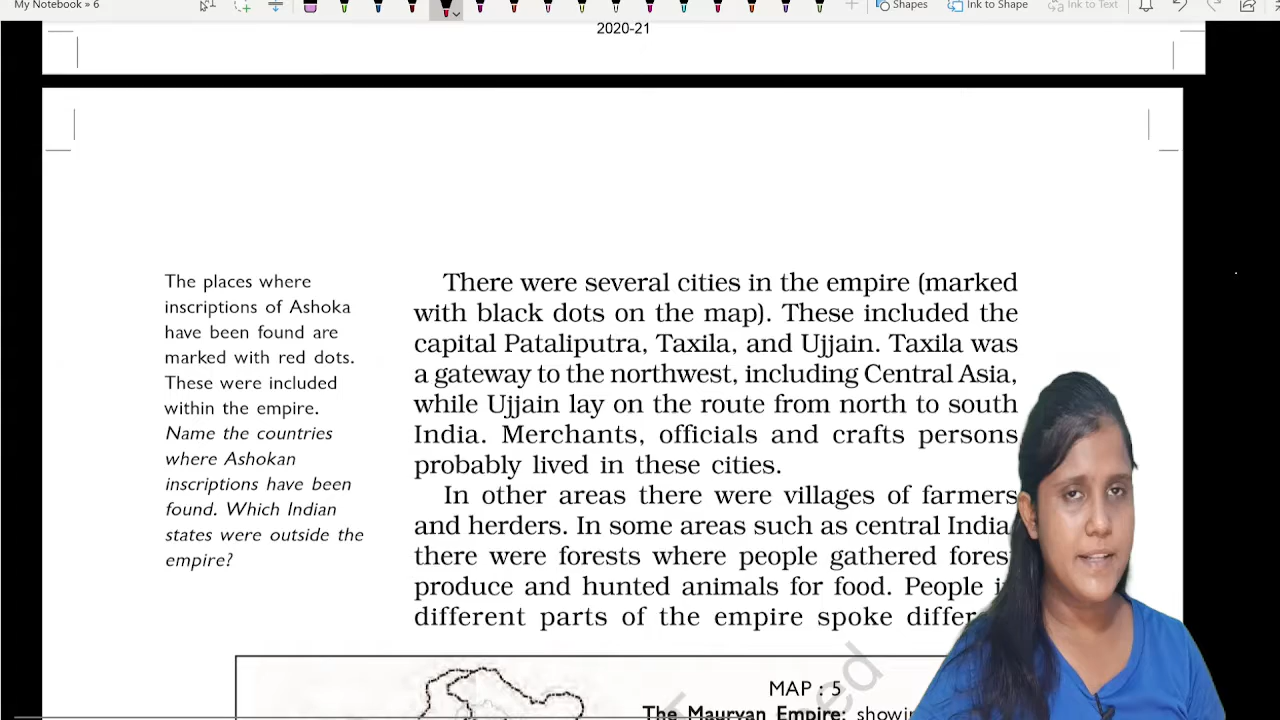 My Notebook » 6
Shapes
Ink to Shape
Ink to Text
2020-21
The places where
inscriptions of Ashoka
have been found are
marked with red dots.
These were included
within the empire.
Name the countries
where Ashokan
inscriptions have been
found. Which Indian
states were outside the
empire?
There were several cities in the empire (marked
with black dots on the map). These included the
capital Pataliputra, Taxila, and Ujjain. Taxila was
a gateway to the northwest, including Central Asia,
while Ujjain lay on the route from north to south
India. Merchants, officials and crafts persons
probably lived in these cities.
In other areas there were villages of farmers
and herders. In some areas such as central India
there were forests where people gathered
produce and hunted animals for food. People
different parts of the empire spoke
MAP : 5
The Mauryan Empire: